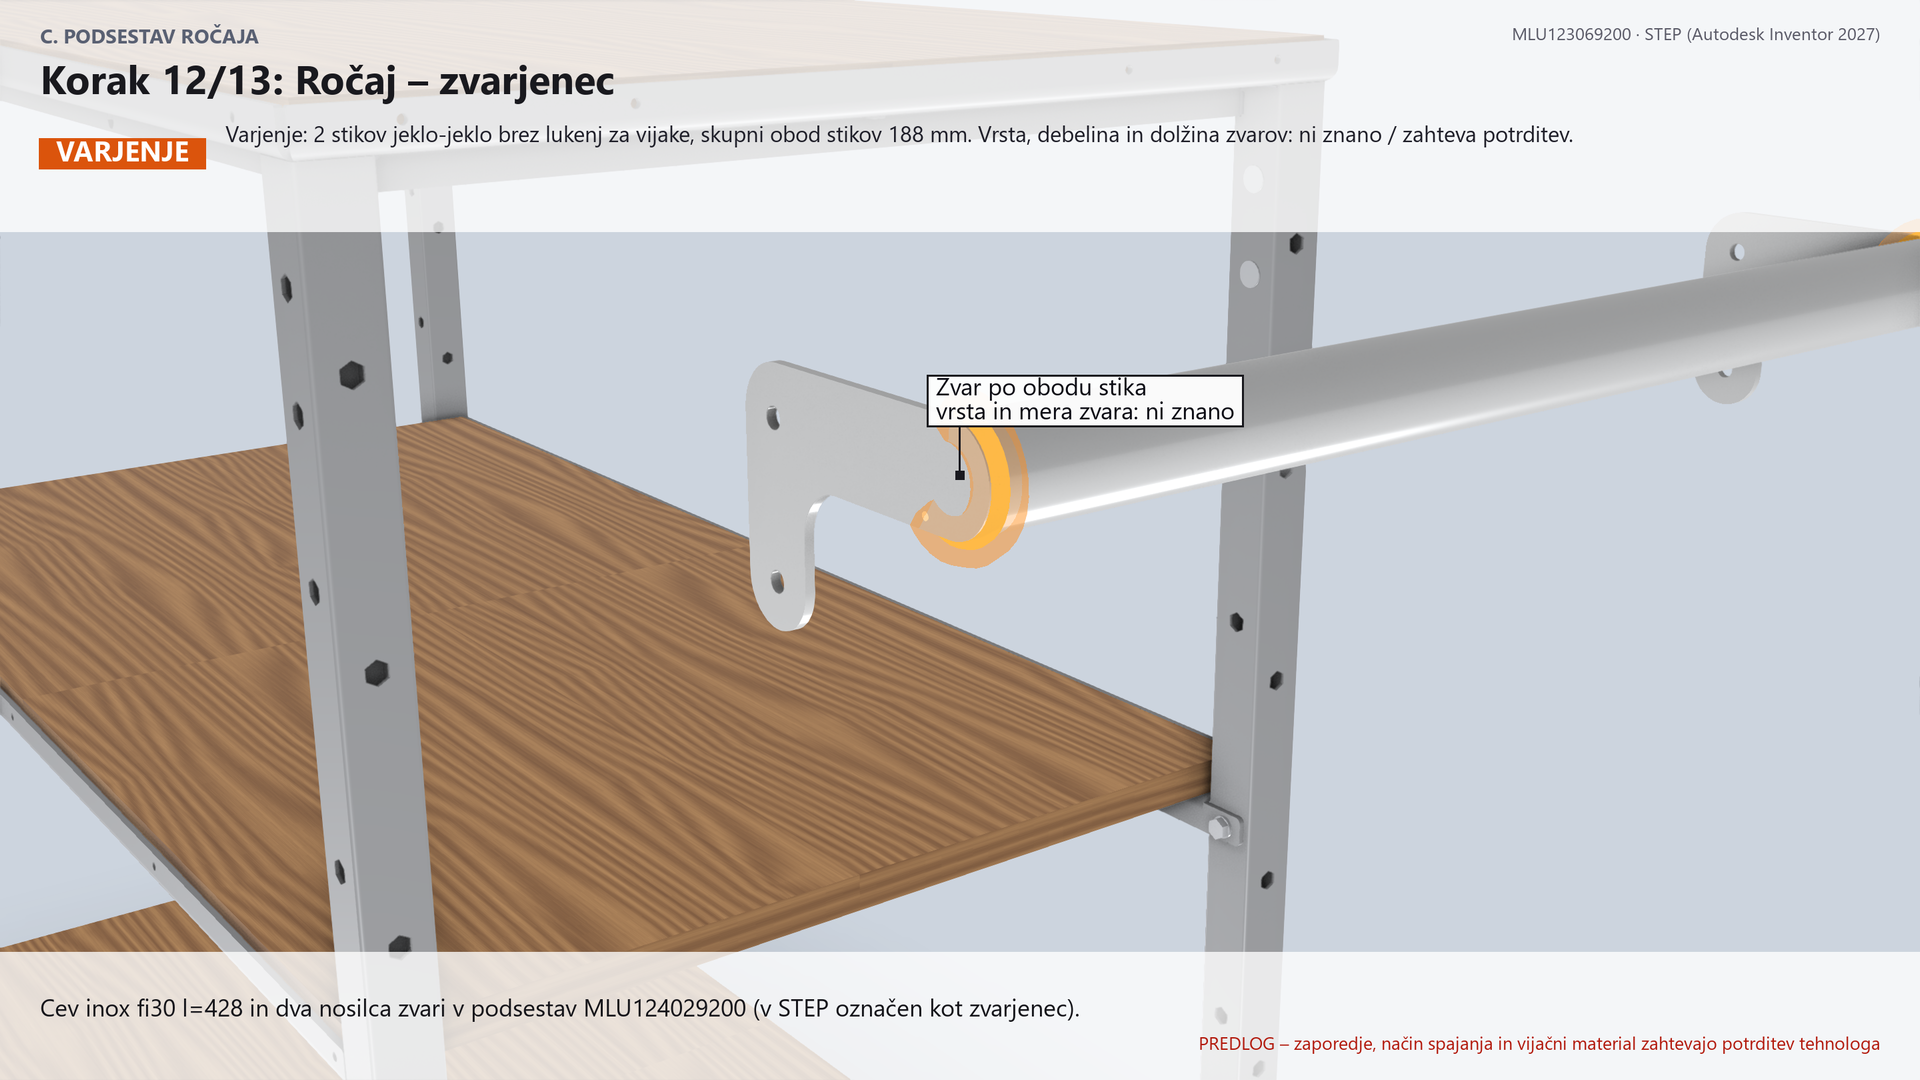 C. PODSESTAV ROČAJA
MLU123069200 · STEP (Autodesk Inventor 2027)
Korak 12/13: Ročaj – zvarjenec
VARJENJE
Varjenje: 2 stikov jeklo-jeklo brez lukenj za vijake, skupni obod stikov 188 mm. Vrsta, debelina in dolžina zvarov: ni znano / zahteva potrditev.
Zvar po obodu stika
vrsta in mera zvara: ni znano
Cev inox fi30 l=428 in dva nosilca zvari v podsestav MLU124029200 (v STEP označen kot zvarjenec).
PREDLOG – zaporedje, način spajanja in vijačni material zahtevajo potrditev tehnologa